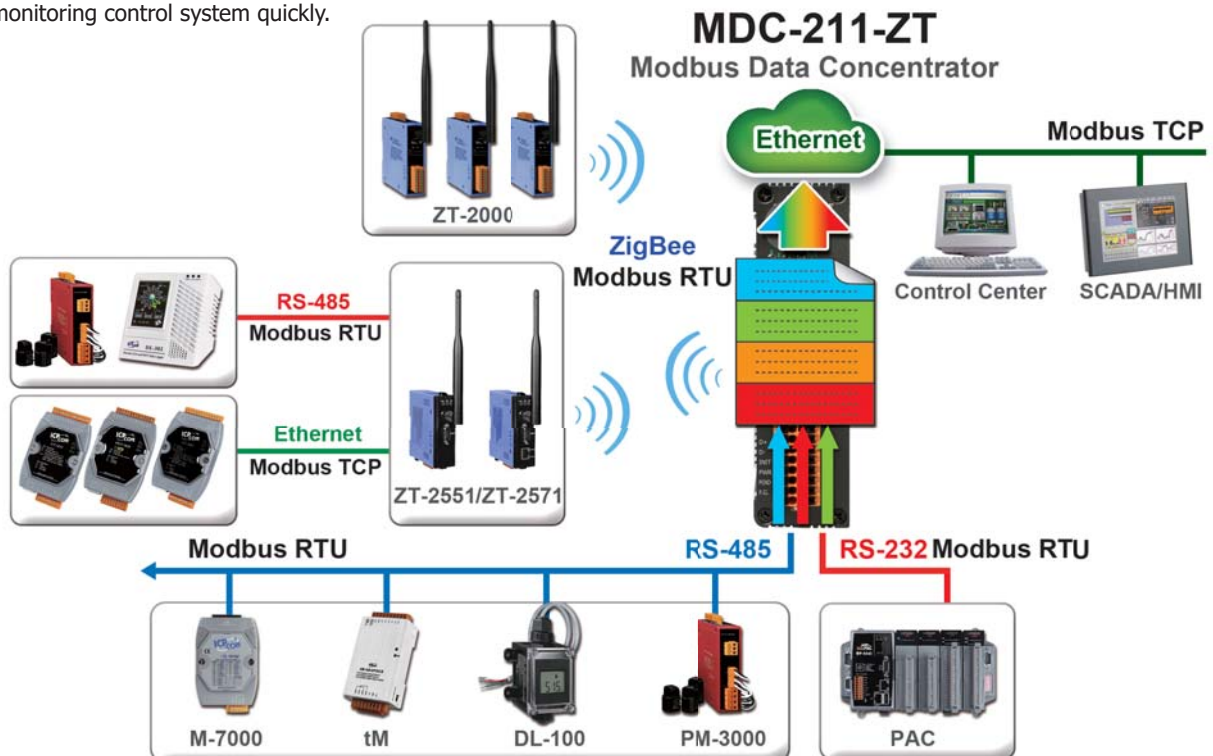 monitoring control system quickly.
MDC-211-ZT
Modbus Data Concentrator
ZT-2000
Ethernet
Modbus TCP
ZigBee
Modbus RTU
Control Center
SCADA/HMI
RS-485
Modbus RTU
Ethernet
Modbus TCP
ZT-2551/ZT-2571
Modbus RTU
RS-485
RS-232 Modbus RTU
M-7000
tM
DL-100
515
PM-3000
PAC